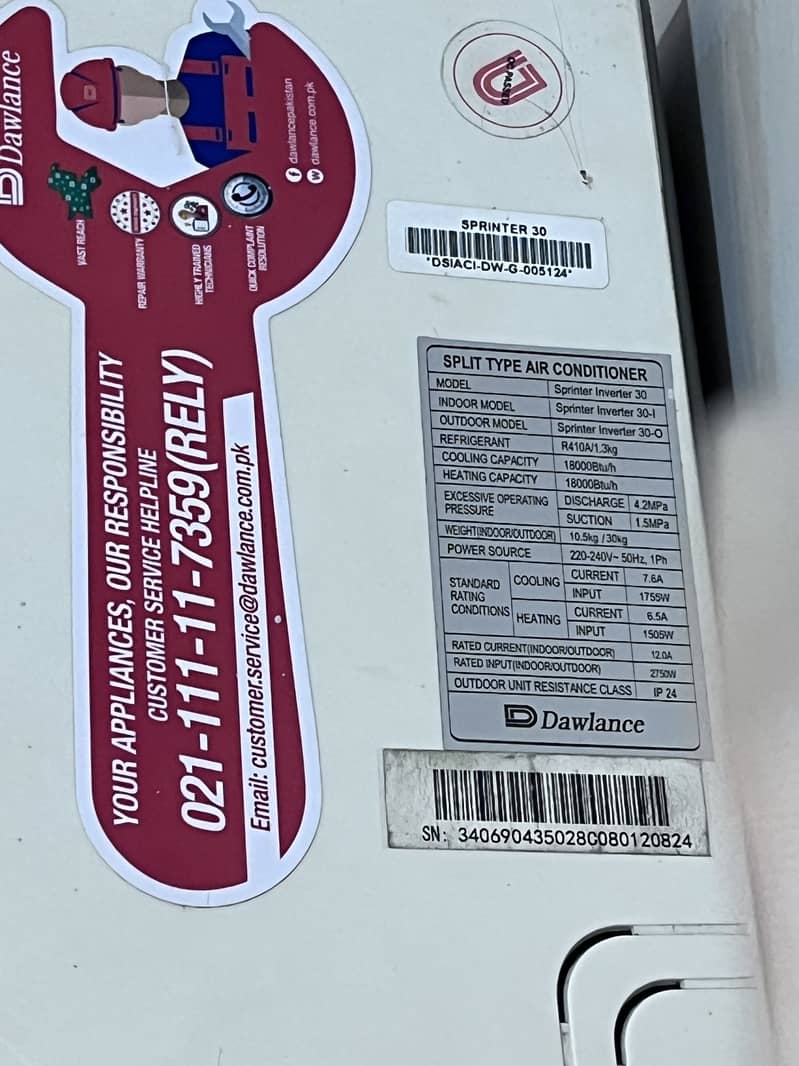 Dawlance
dawlancepakistan
dawlance.com.pk
VAST REACH
REPAIR WARRANTY
HIGHLY TRAINED
TECHNICIANS
QUICK COMPLAINT
RESOLUTION
YOUR APPLIANCES, OUR RESPONSIBILITY
CUSTOMER SERVICE HELPLINE
021-111-11-7359(RELY)
Email: customer.service@dawlance.com.pk
QC PASSED
SPRINTER 30
*DSIACI-DW-G-005124*
SPLIT TYPE AIR CONDITIONER
MODEL Sprinter Inverter 30
INDOOR MODEL Sprinter Inverter 30-I
OUTDOOR MODEL Sprinter Inverter 30-O
REFRIGERANT R410A/1.3kg
COOLING CAPACITY 18000Btu/h
HEATING CAPACITY 18000Btu/h
EXCESSIVE OPERATING PRESSURE DISCHARGE 4.2MPa
SUCTION 1.5MPa
WEIGHT(INDOOR/OUTDOOR) 10.5kg /30kg
POWER SOURCE 220-240V~ 50Hz, 1Ph
STANDARD RATING CONDITIONS COOLING CURRENT 7.6A
INPUT 1755W
HEATING CURRENT 6.5A
INPUT 1505W
RATED CURRENT(INDOOR/OUTDOOR) 12.0A
RATED INPUT(INDOOR/OUTDOOR) 2750W
OUTDOOR UNIT RESISTANCE CLASS IP 24
Dawlance
SN: 340690435028C080120824